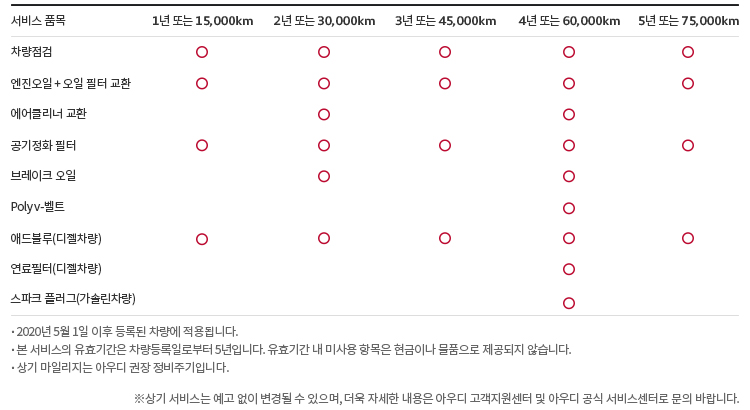 서비스 품목 1년 또는 15,000km 2년 또는 30,000km 3년 또는 45,000km 4년 또는 60,000km 5년 또는 75,000km
차량점검
엔진오일 + 오일 필터 교환
에어클리너 교환
공기정화 필터
브레이크 오일
Poly v-벨트
애드블루(디젤차량)
연료필터(디젤차량)
스파크 플러그(가솔린차량)
· 2020년 5월 1일 이후 등록된 차량에 적용됩니다.
· 본 서비스의 유효기간은 차량등록일로부터 5년입니다. 유효기간 내 미사용 항목은 현금이나 물품으로 제공되지 않습니다.
· 상기 마일리지는 아우디 권장 정비주기입니다.
※상기 서비스는 예고 없이 변경될 수 있으며, 더욱 자세한 내용은 아우디 고객지원센터 및 아우디 공식 서비스센터로 문의 바랍니다.